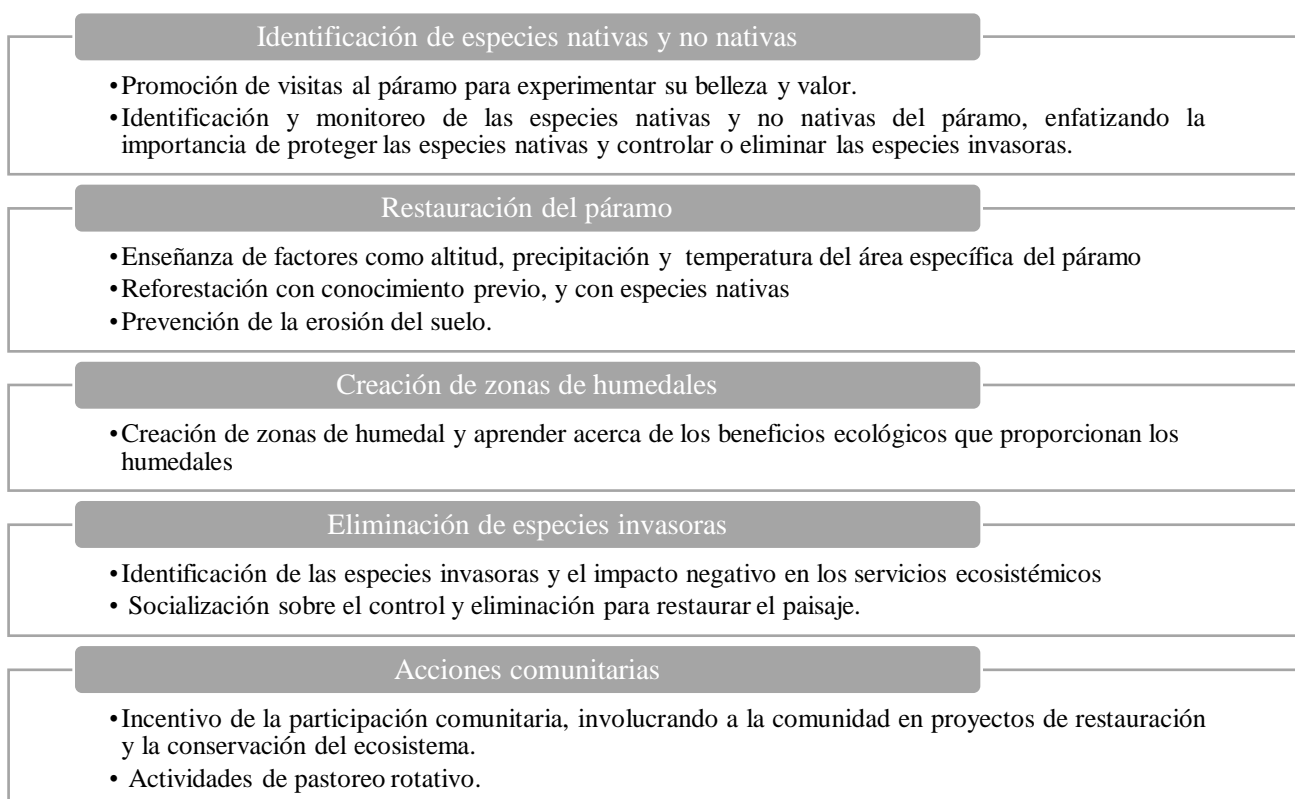 Identificación de especies nativas y no nativas
•Promoción de visitas al páramo para experimentar su belleza y valor.
•Identificación y monitoreo de las especies nativas y no nativas del páramo, enfatizando la
importancia de proteger las especies nativas y controlar o eliminar las especies invasoras.
Restauración del páramo
•Enseñanza de factores como altitud, precipitación y temperatura del área específica del páramo
•Reforestación con conocimiento previo, y con especies nativas
•Prevención de la erosión del suelo.
Creación de zonas de humedales
•Creación de zonas de humedal y aprender acerca de los beneficios ecológicos que proporcionan los
humedales
Eliminación de especies invasoras
•Identificación de las especies invasoras y el impacto negativo en los servicios ecosistémicos
• Socialización sobre el control y eliminación para restaurar el paisaje.
Acciones comunitarias
•Incentivo de la participación comunitaria, involucrando a la comunidad en proyectos de restauración
y la conservación del ecosistema.
• Actividades de pastoreo rotativo.